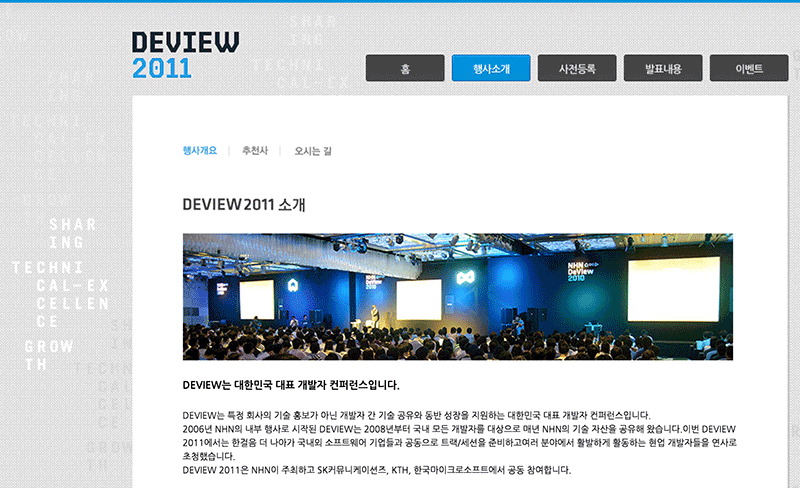 DEVIEW
2011
홈
행사소개
사전등록
발표내용
이벤트
행사개요
추천사
오시는 길
DEVIEW 2011 소개
NHN
DeView
2010
DEVIEW는 대한민국 대표 개발자 컨퍼런스입니다.
DEVIEW는 특정 회사의 기술 홍보가 아닌 개발자 간 기술 공유와 동반 성장을 지원하는 대한민국 대표 개발자 컨퍼런스입니다.
2006년 NHN의 내부 행사로 시작된 DEVIEW는 2008년부터 국내 모든 개발자를 대상으로 매년 NHN의 기술 자산을 공유해 왔습니다.이번 DEVIEW
2011에서는 한걸음 더 나아가 국내외 소프트웨어 기업들과 공동으로 트랙/세션을 준비하고여러 분야에서 활발하게 활동하는 현업 개발자들을 연사로
초청했습니다.
DEVIEW 2011은 NHN이 주최하고 SK커뮤니케이션즈, KTH, 한국마이크로소프트에서 공동 참여합니다.
SHAR
ING
TECHNI
CAL-EX
CELLEN
CE
GROW
TH